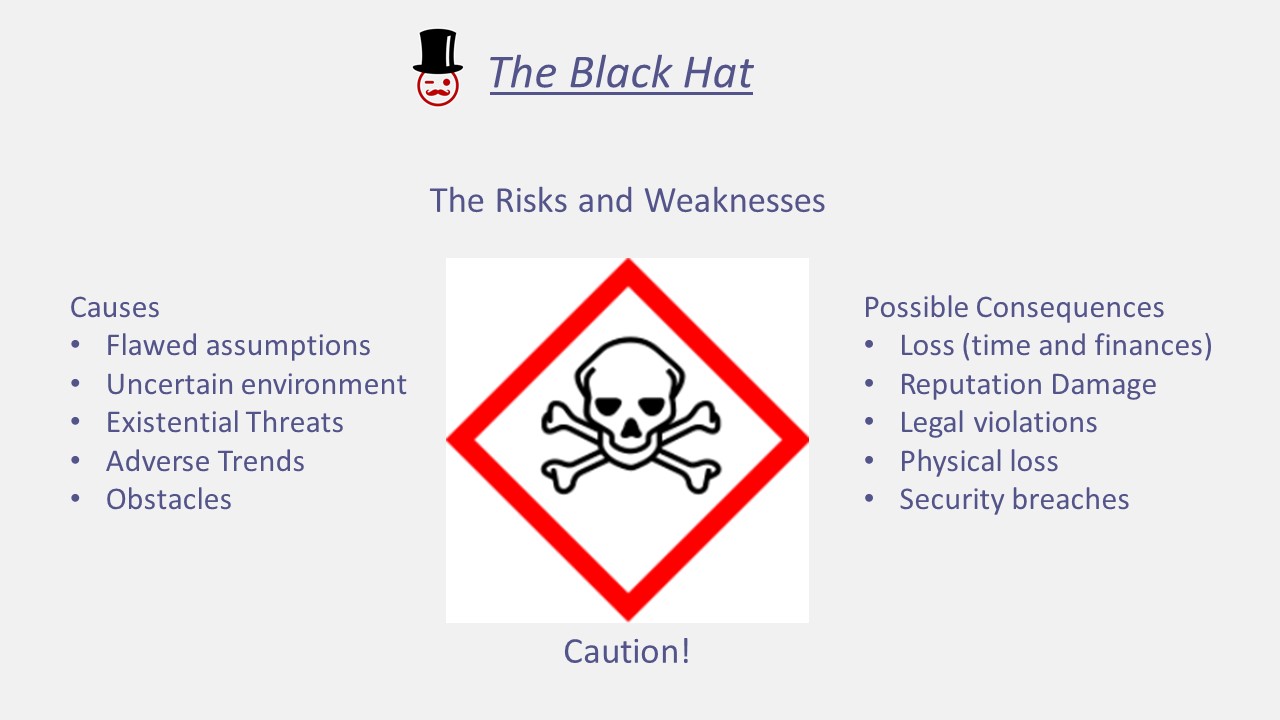 The Black Hat
The Risks and Weaknesses
Causes
• Flawed assumptions
• Uncertain environment
• Existential Threats
• Adverse Trends
• Obstacles
Possible Consequences
• Loss (time and finances)
• Reputation Damage
• Legal violations
• Physical loss
• Security breaches
Caution!